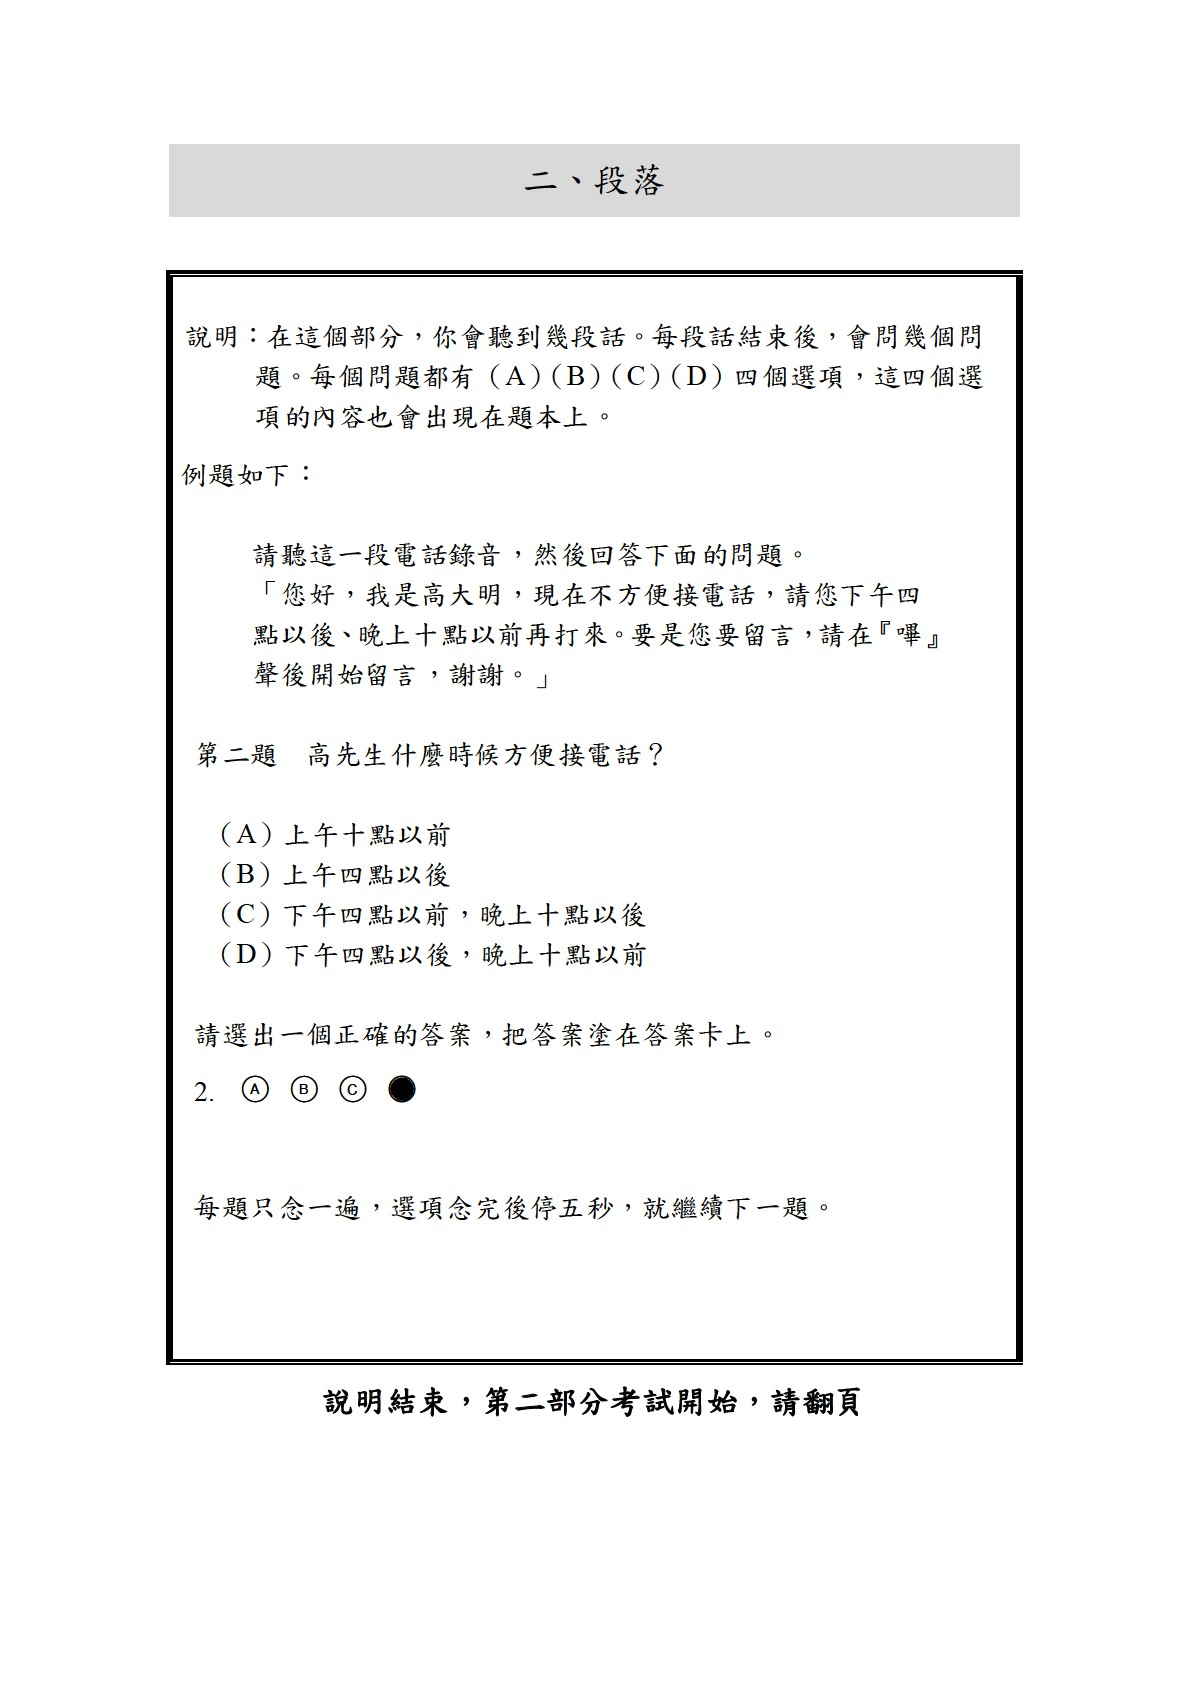 二、段落
說明：在這個部分，你會聽到幾段話。每段話結束後，會問幾個問
題。每個問題都有（A）（B）（C）（D）四個選項，這四個選
項的內容也會出現在題本上。
例題如下：
請聽這一段電話錄音，然後回答下面的問題。
「您好，我是高大明，現在不方便接電話，請您下午四
點以後、晚上十點以前再打來。要是您要留言，請在『嗶』
聲後開始留言，謝謝。」
第二題　高先生什麼時候方便接電話？
（A）上午十點以前
（B）上午四點以後
（C）下午四點以前，晚上十點以後
（D）下午四點以後，晚上十點以前
請選出一個正確的答案，把答案塗在答案卡上。
2. Ⓐ Ⓑ Ⓒ ●
每題只念一遍，選項念完後停五秒，就繼續下一題。
說明結束，第二部分考試開始，請翻頁